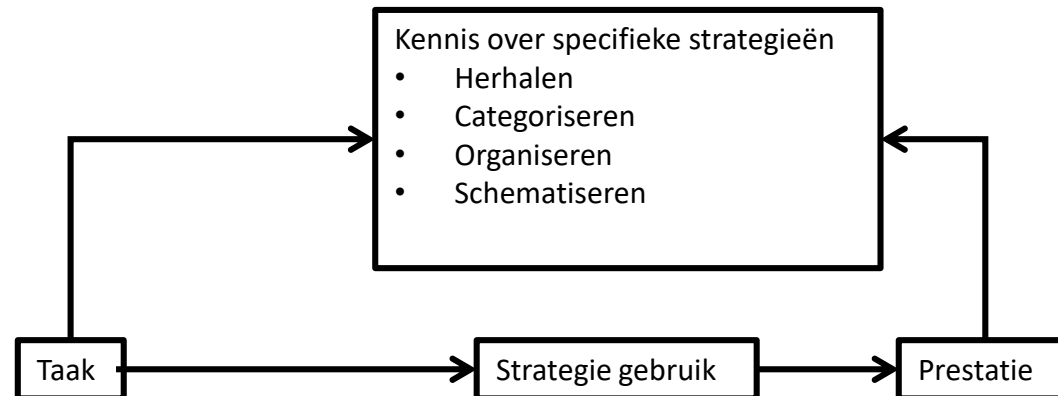 Kennis over specifieke strategieën
• Herhalen
• Categoriseren
• Organiseren
• Schematiseren
Taak
Strategie gebruik
Prestatie